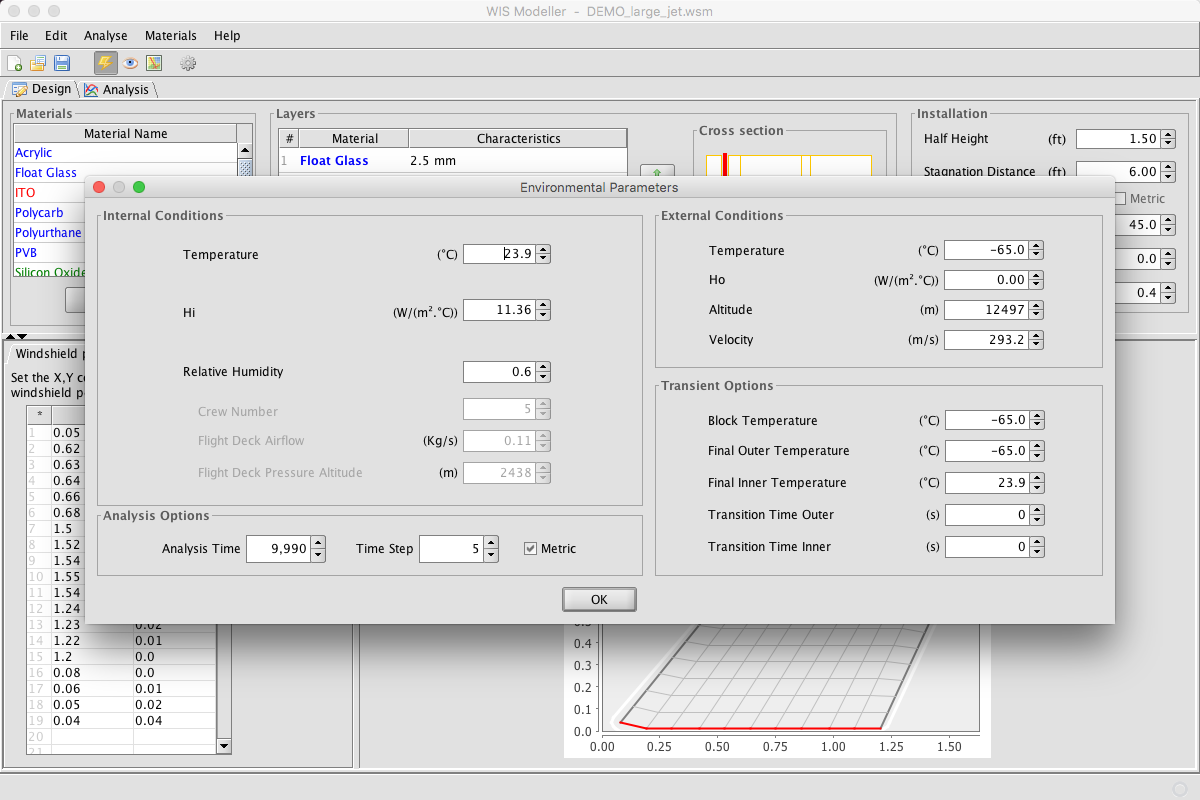 WIS Modeller - DEMO_large_jet.wsm
File Edit Analyse Materials Help
Design Analysis
Materials
Material Name
Acrylic
Float Glass
ITO
Polycarb
Polyurthane
PVB
Silicon Oxide
Layers
# Material Characteristics
1 Float Glass 2.5 mm
Cross section
Installation
Half Height (ft) 1.50
Stagnation Distance (ft) 6.00
Metric
45.0
0.0
0.4
Environmental Parameters
Internal Conditions
Temperature (°C) 23.9
Hi (W/(m².°C)) 11.36
Relative Humidity 0.6
Crew Number 5
Flight Deck Airflow (Kg/s) 0.11
Flight Deck Pressure Altitude (m) 2438
Analysis Options
Analysis Time 9,990 Time Step 5 Metric
External Conditions
Temperature (°C) -65.0
Ho (W/(m².°C)) 0.00
Altitude (m) 12497
Velocity (m/s) 293.2
Transient Options
Block Temperature (°C) -65.0
Final Outer Temperature (°C) -65.0
Final Inner Temperature (°C) 23.9
Transition Time Outer (s) 0
Transition Time Inner (s) 0
OK
Windshield
Set the X,Y
windshield
*
1 0.05
2 0.62
3 0.63
4 0.64
5 0.66
6 0.68
7 1.5
8 1.52
9 1.54
10 1.55
11 1.54
12 1.24
13 1.23 0.02
14 1.22 0.01
15 1.2 0.0
16 0.08 0.0
17 0.06 0.01
18 0.05 0.02
19 0.04 0.04
20
21
0.4
0.3
0.2
0.1
0.0
0.00 0.25 0.50 0.75 1.00 1.25 1.50